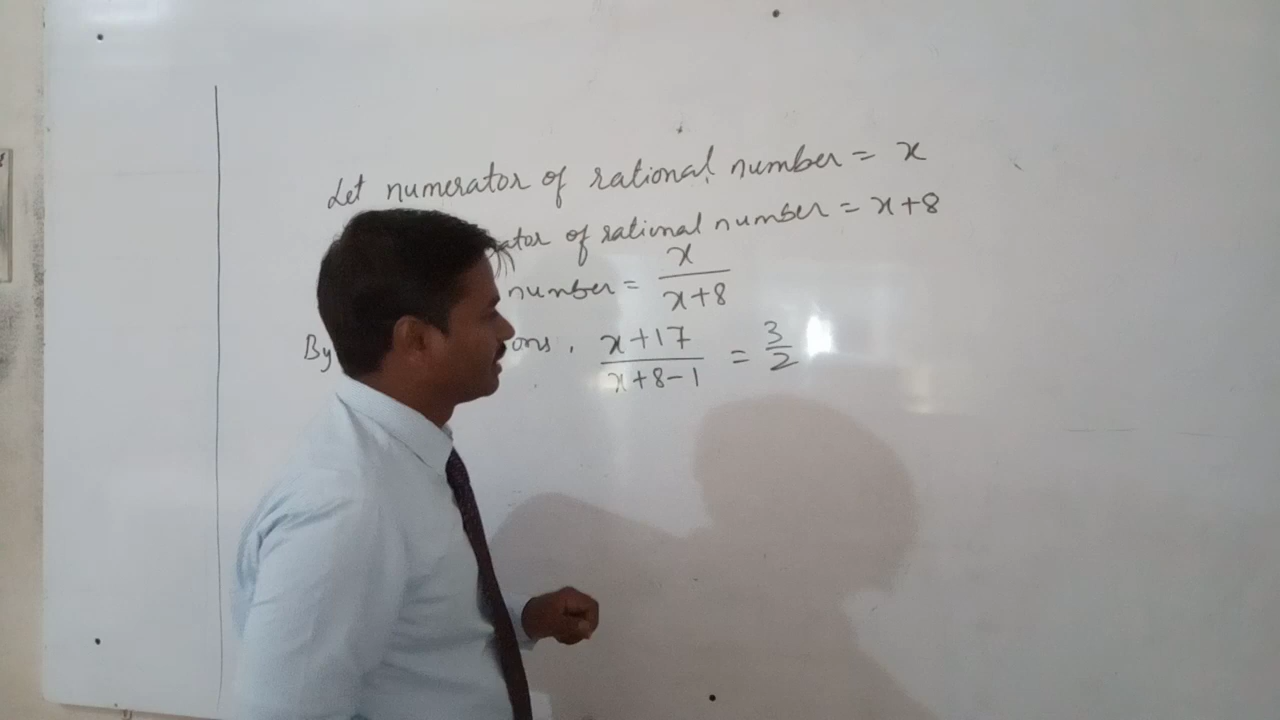 Let numerator of rational number = x
ator of rational number = x+8
number = x/(x+8)
By ons, (x+17)/(x+8-1) = 3/2